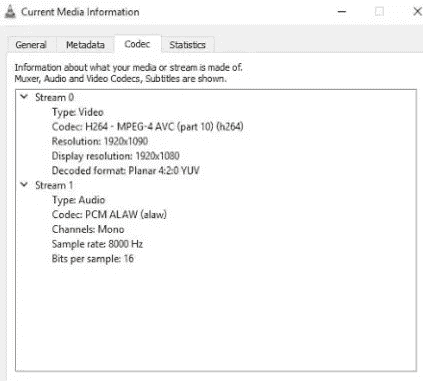 Current Media Information
General Metadata Codec Statistics
Information about what your media or stream is made of.
Muxer, Audio and Video Codecs, Subtitles are shown.
Stream 0
Type: Video
Codec: H264 - MPEG-4 AVC (part 10) (h264)
Resolution: 1920x1090
Display resolution: 1920x1080
Decoded format: Planar 4:2:0 YUV
Stream 1
Type: Audio
Codec: PCM ALAW (alaw)
Channels: Mono
Sample rate: 8000 Hz
Bits per sample: 16